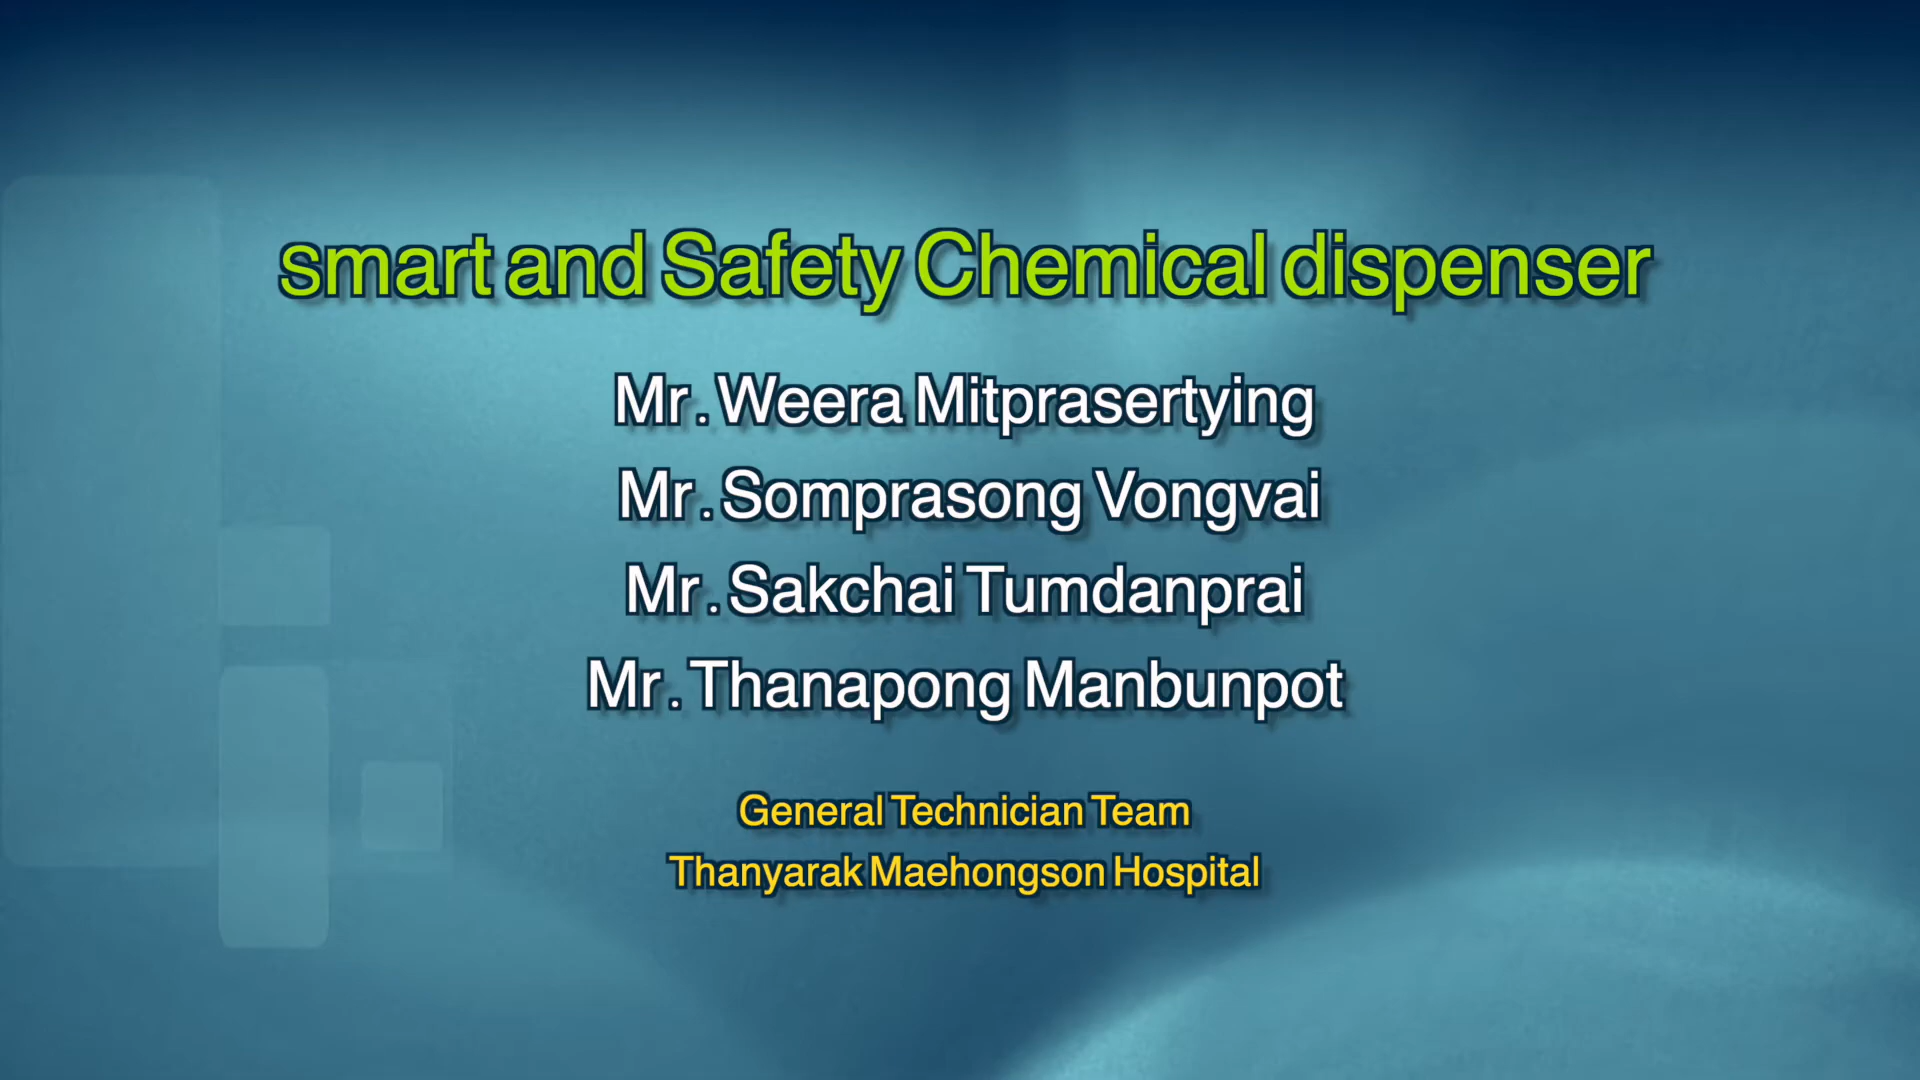 smart and Safety Chemical dispenser
Mr. Weera Mitprasertying
Mr. Somprasong Vongvai
Mr. Sakchai Tumdanprai
Mr. Thanapong Manbunpot
General Technician Team
Thanyarak Maehongson Hospital